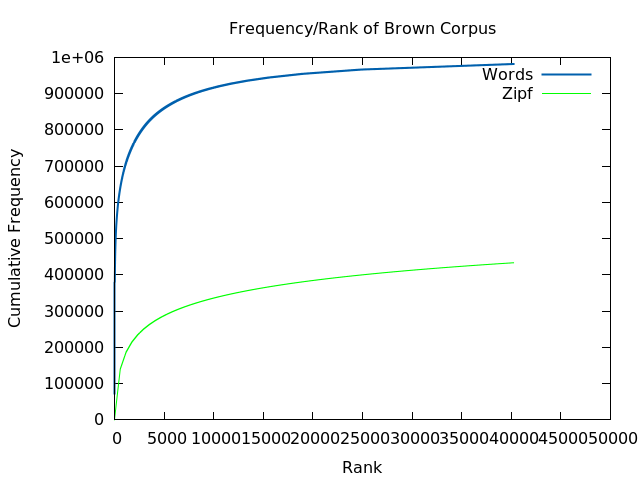 Frequency/Rank of Brown Corpus
1e+06
900000
800000
700000
600000
500000
400000
300000
200000
100000
0
Cumulative Frequency
Words
Zipf
0 5000 10000 15000 20000 25000 30000 35000 40000 45000 50000
Rank